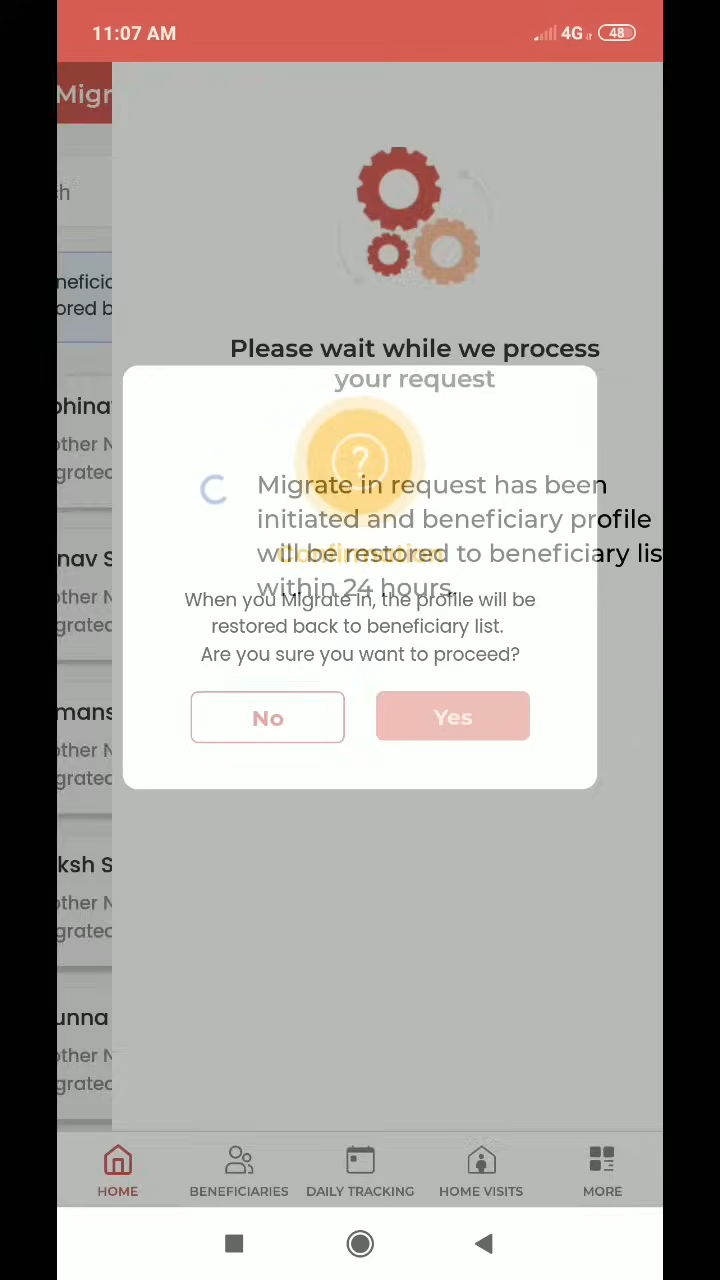 11:07 AM
4G 48
Migr
ch
neficia
ored b
Please wait while we process
your request
Migrate in request has been
initiated and beneficiary profile
will be restored to beneficiary lis
within 24 hours.
Confirmation
When you Migrate In, the profile will be
restored back to beneficiary list.
Are you sure you want to proceed?
No
Yes
bhina
other N
grated
nav S
other N
grated
mans
other N
grated
ksh S
other N
grated
unna
other N
grated
HOME
BENEFICIARIES
DAILY TRACKING
HOME VISITS
MORE